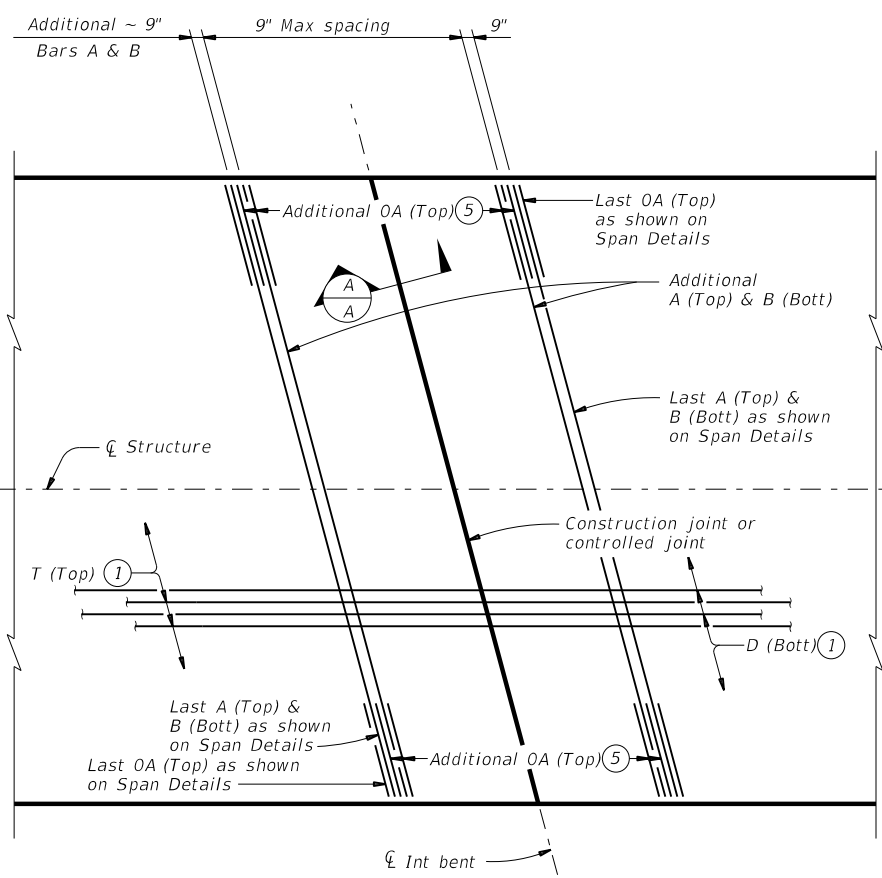 Additional ~ 9"
Bars A & B
9" Max spacing
9"
Additional OA (Top) 5
Last OA (Top)
as shown on
Span Details
A
A
Additional
A (Top) & B (Bott)
Last A (Top) &
B (Bott) as shown
on Span Details
℄ Structure
Construction joint or
controlled joint
T (Top) 1
D (Bott) 1
Last A (Top) &
B (Bott) as shown
on Span Details
Last OA (Top) as shown
on Span Details
Additional OA (Top) 5
℄ Int bent